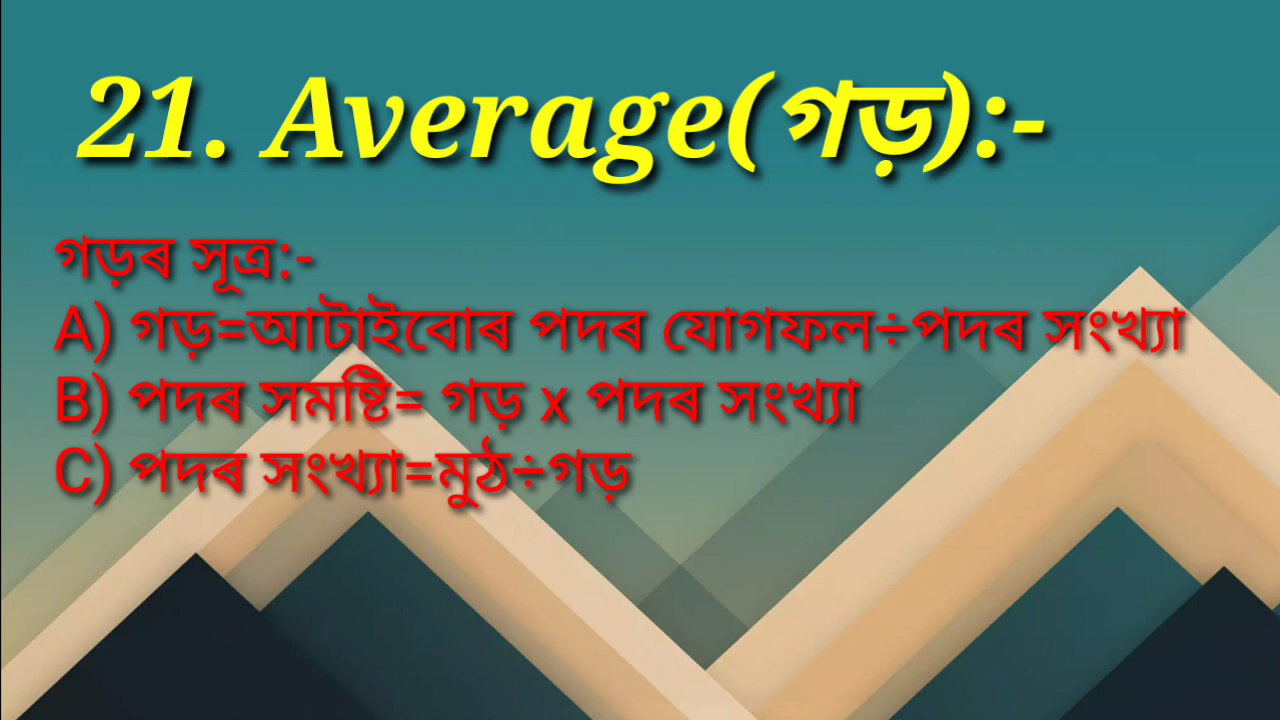 21. Average(গড়):-
গড়ৰ সূত্ৰ:-
A) গড়=আটাইবোৰ পদৰ যোগফল÷পদৰ সংখ্যা
B) পদৰ সমষ্টি= গড় x পদৰ সংখ্যা
C) পদৰ সংখ্যা=মুঠ÷গড়